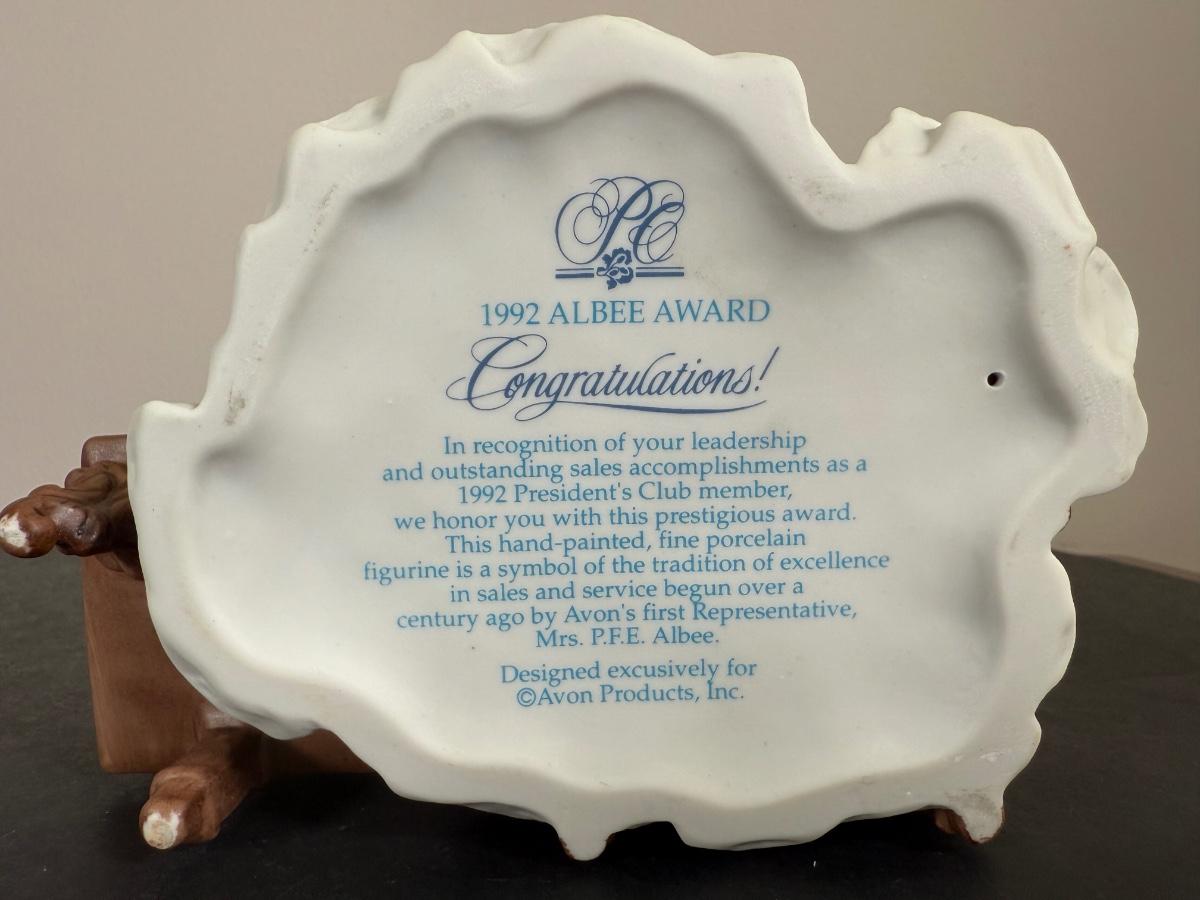 PE
1992 ALBEE AWARD
Congratulations!
In recognition of your leadership
and outstanding sales accomplishments as a
1992 President's Club member,
we honor you with this prestigious award.
This hand-painted, fine porcelain
figurine is a symbol of the tradition of excellence
in sales and service begun over a
century ago by Avon's first Representative,
Mrs. P.F.E. Albee.
Designed excusively for
©Avon Products, Inc.